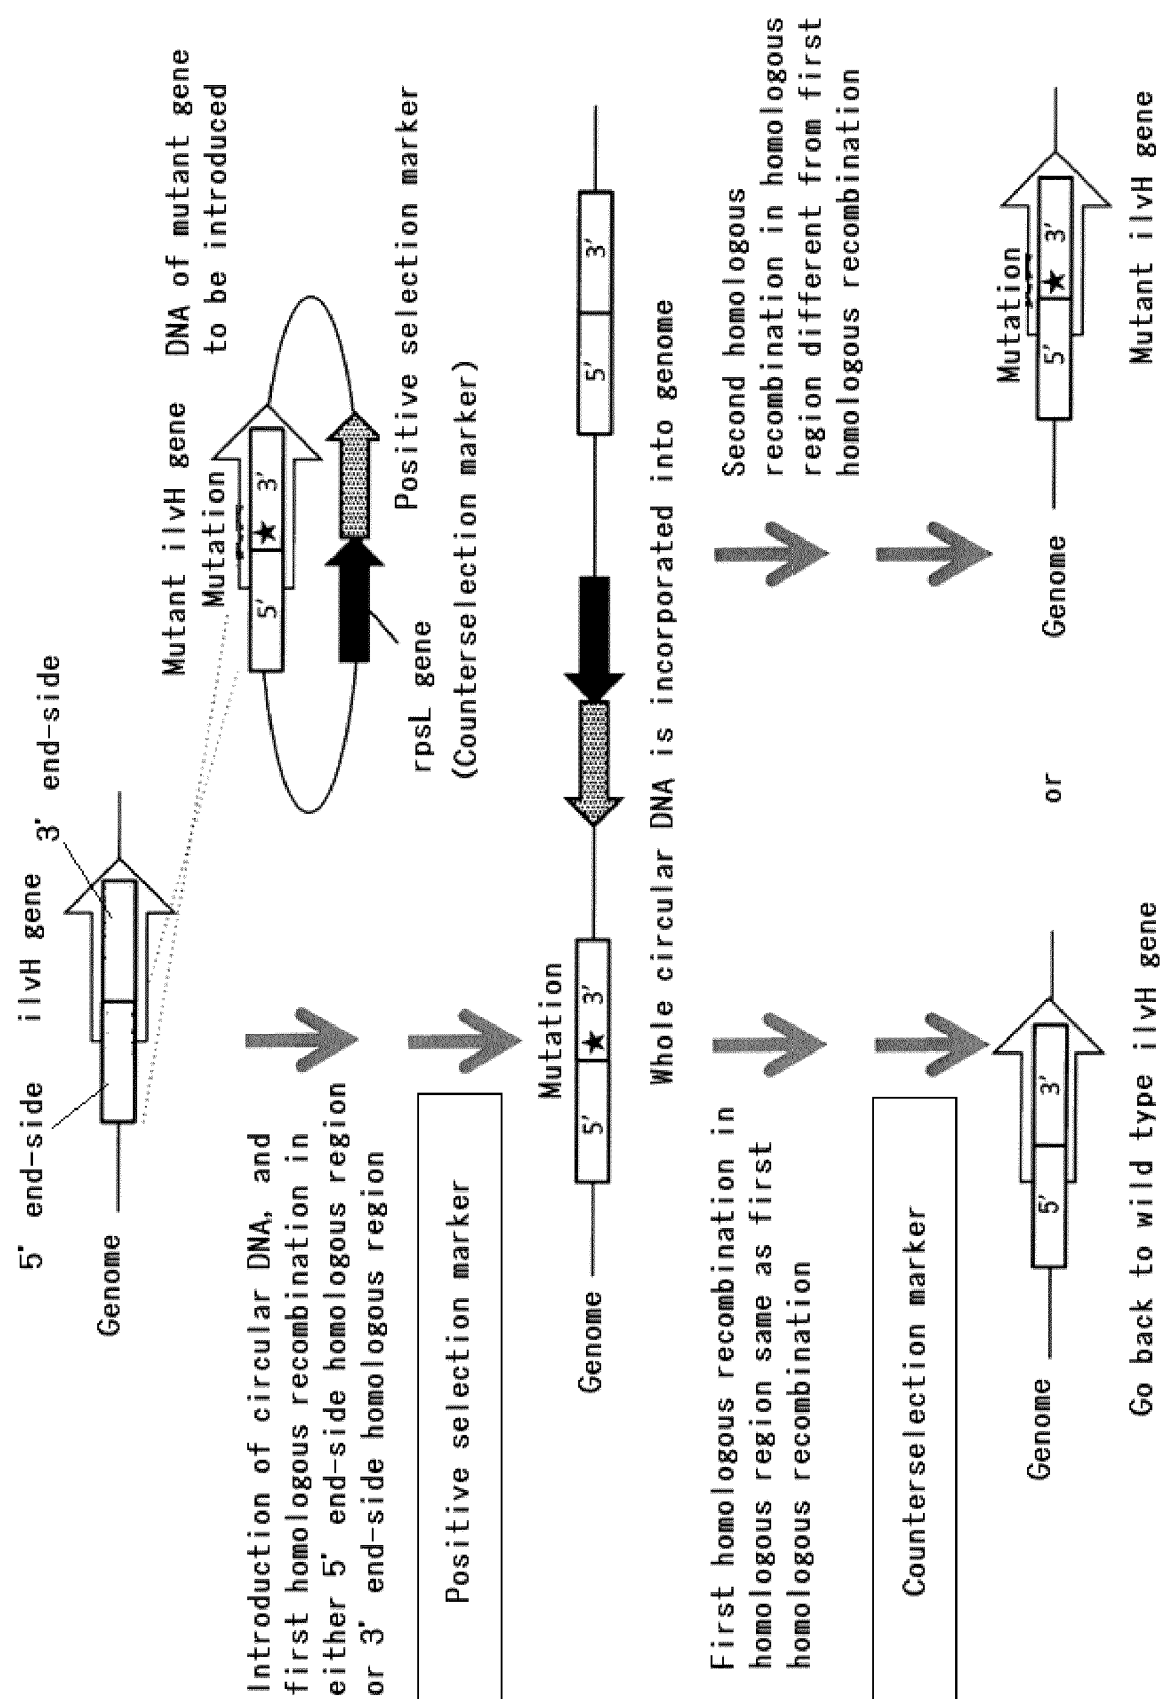 5' end-side
ilvH gene
3' end-side
Genome
Mutant ilvH gene
Mutation
DNA of mutant gene
to be introduced
5'
★
3'
rpsL gene
(Counterselection marker)
Positive selection marker
Introduction of circular DNA, and
first homologous recombination in
either 5' end-side homologous region
or 3' end-side homologous region
Positive selection marker
Mutation
Genome
5'
★
3'
5'
3'
Whole circular DNA is incorporated into genome
First homologous recombination in
homologous region same as first
homologous recombination
Second homologous
recombination in homologous
region different from first
homologous recombination
Counterselection marker
Genome
5'
3'
Go back to wild type ilvH gene
or
Genome
Mutation
5'
★
3'
Mutant ilvH gene